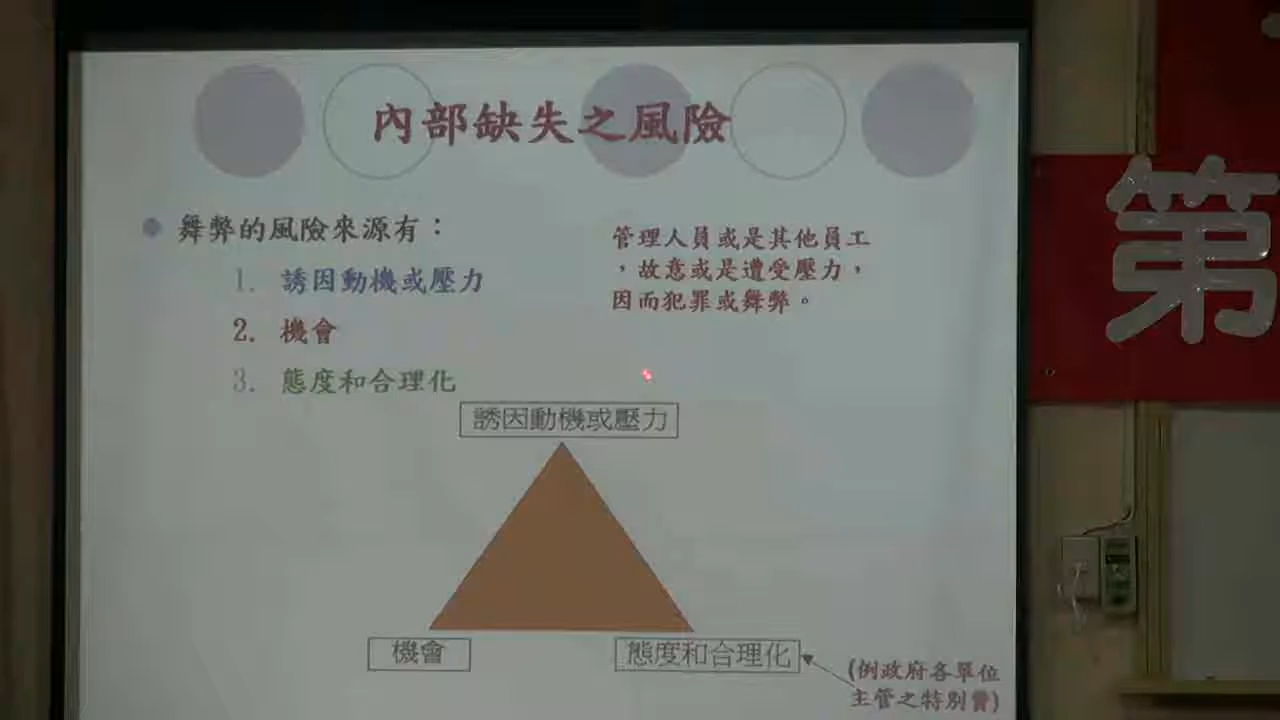 內部缺失之風險
舞弊的風險來源有：
1. 誘因動機或壓力
2. 機會
3. 態度和合理化
管理人員或是其他員工
，故意或是遭受壓力，
因而犯罪或舞弊。
誘因動機或壓力
機會
態度和合理化
(例政府各單位
主管之特別費)
第